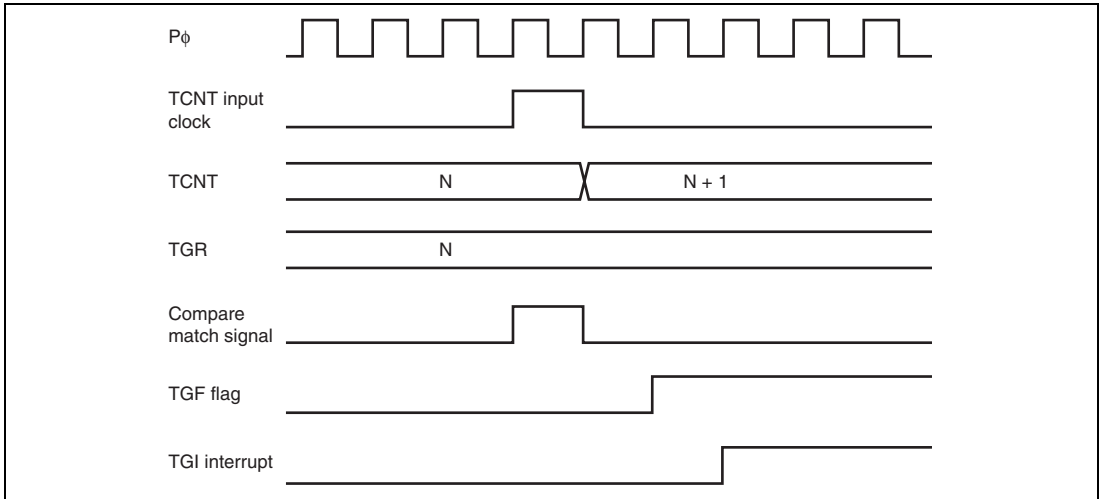 Pϕ
TCNT input
clock
TCNT
N
N + 1
TGR
N
Compare
match signal
TGF flag
TGI interrupt